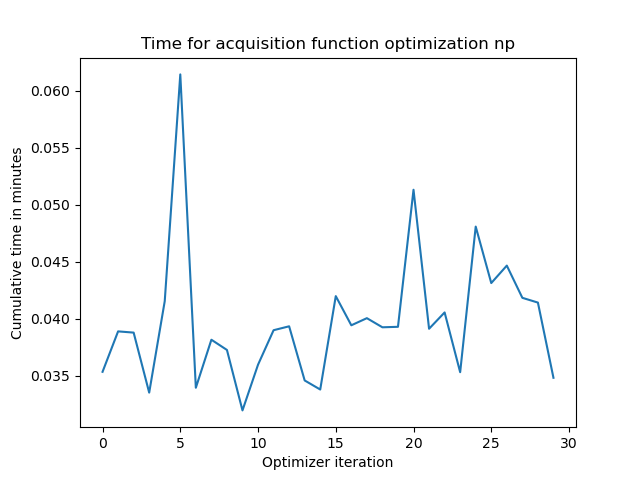 Time for acquisition function optimization np
Cumulative time in minutes
0.060
0.055
0.050
0.045
0.040
0.035
0 5 10 15 20 25 30
Optimizer iteration